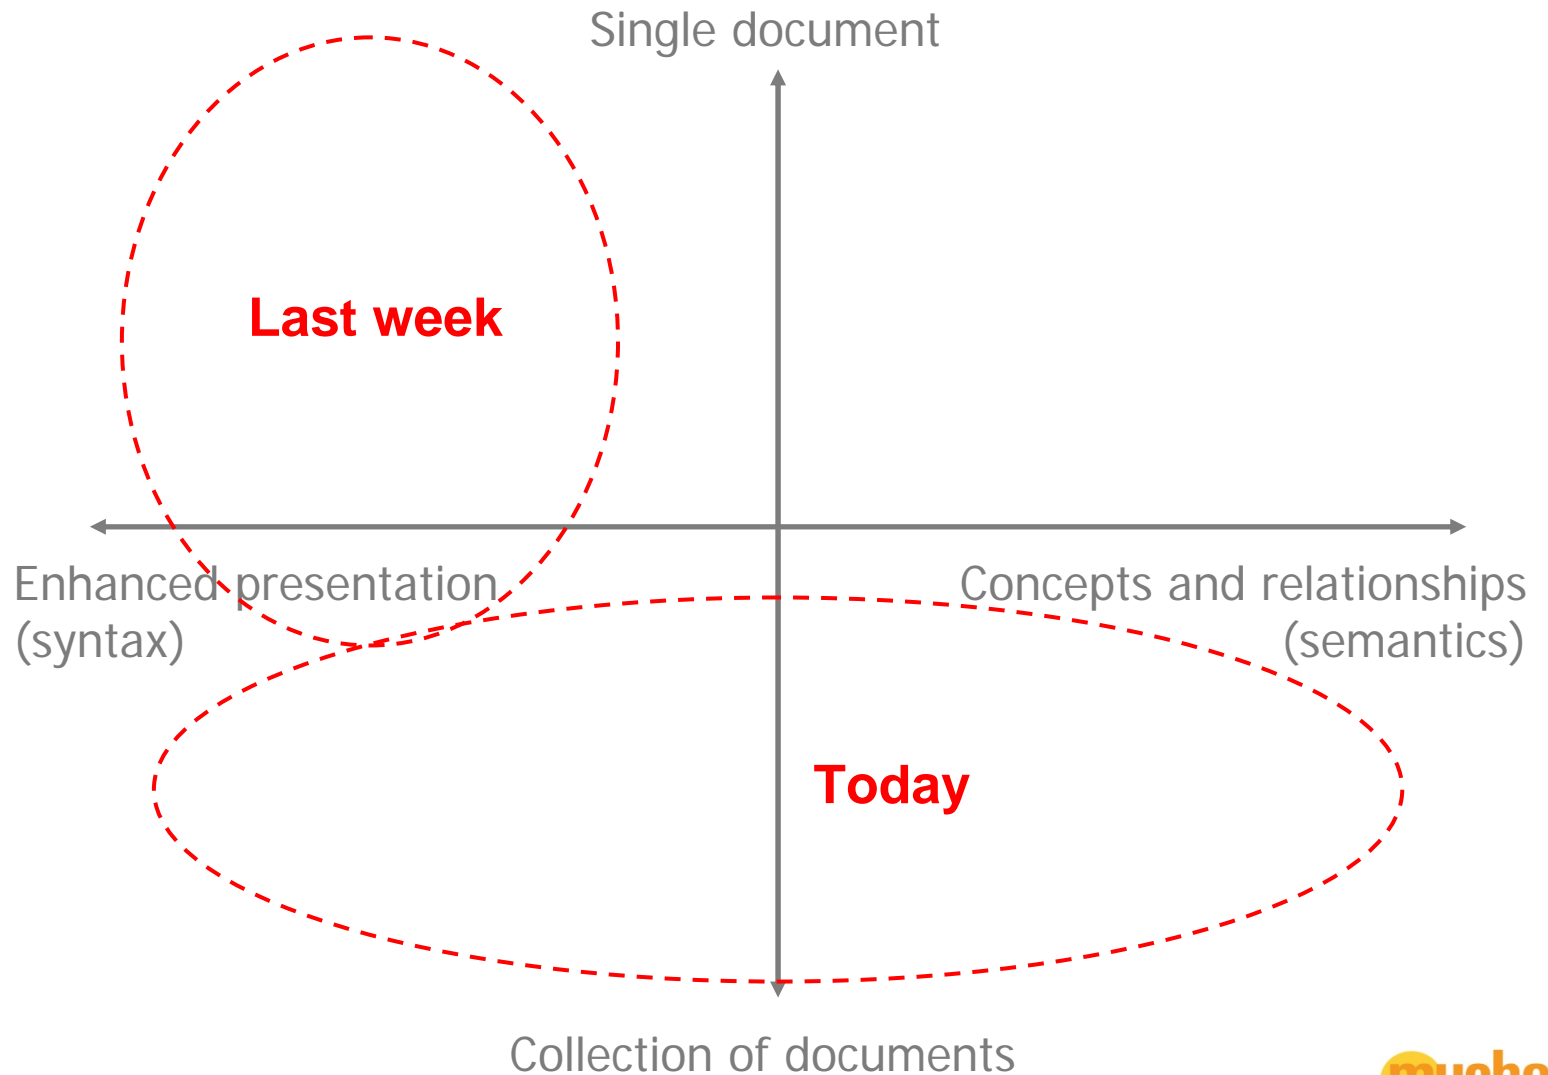 Single document
Last week
Enhanced presentation
(syntax)
Concepts and relationships
(semantics)
Today
Collection of documents